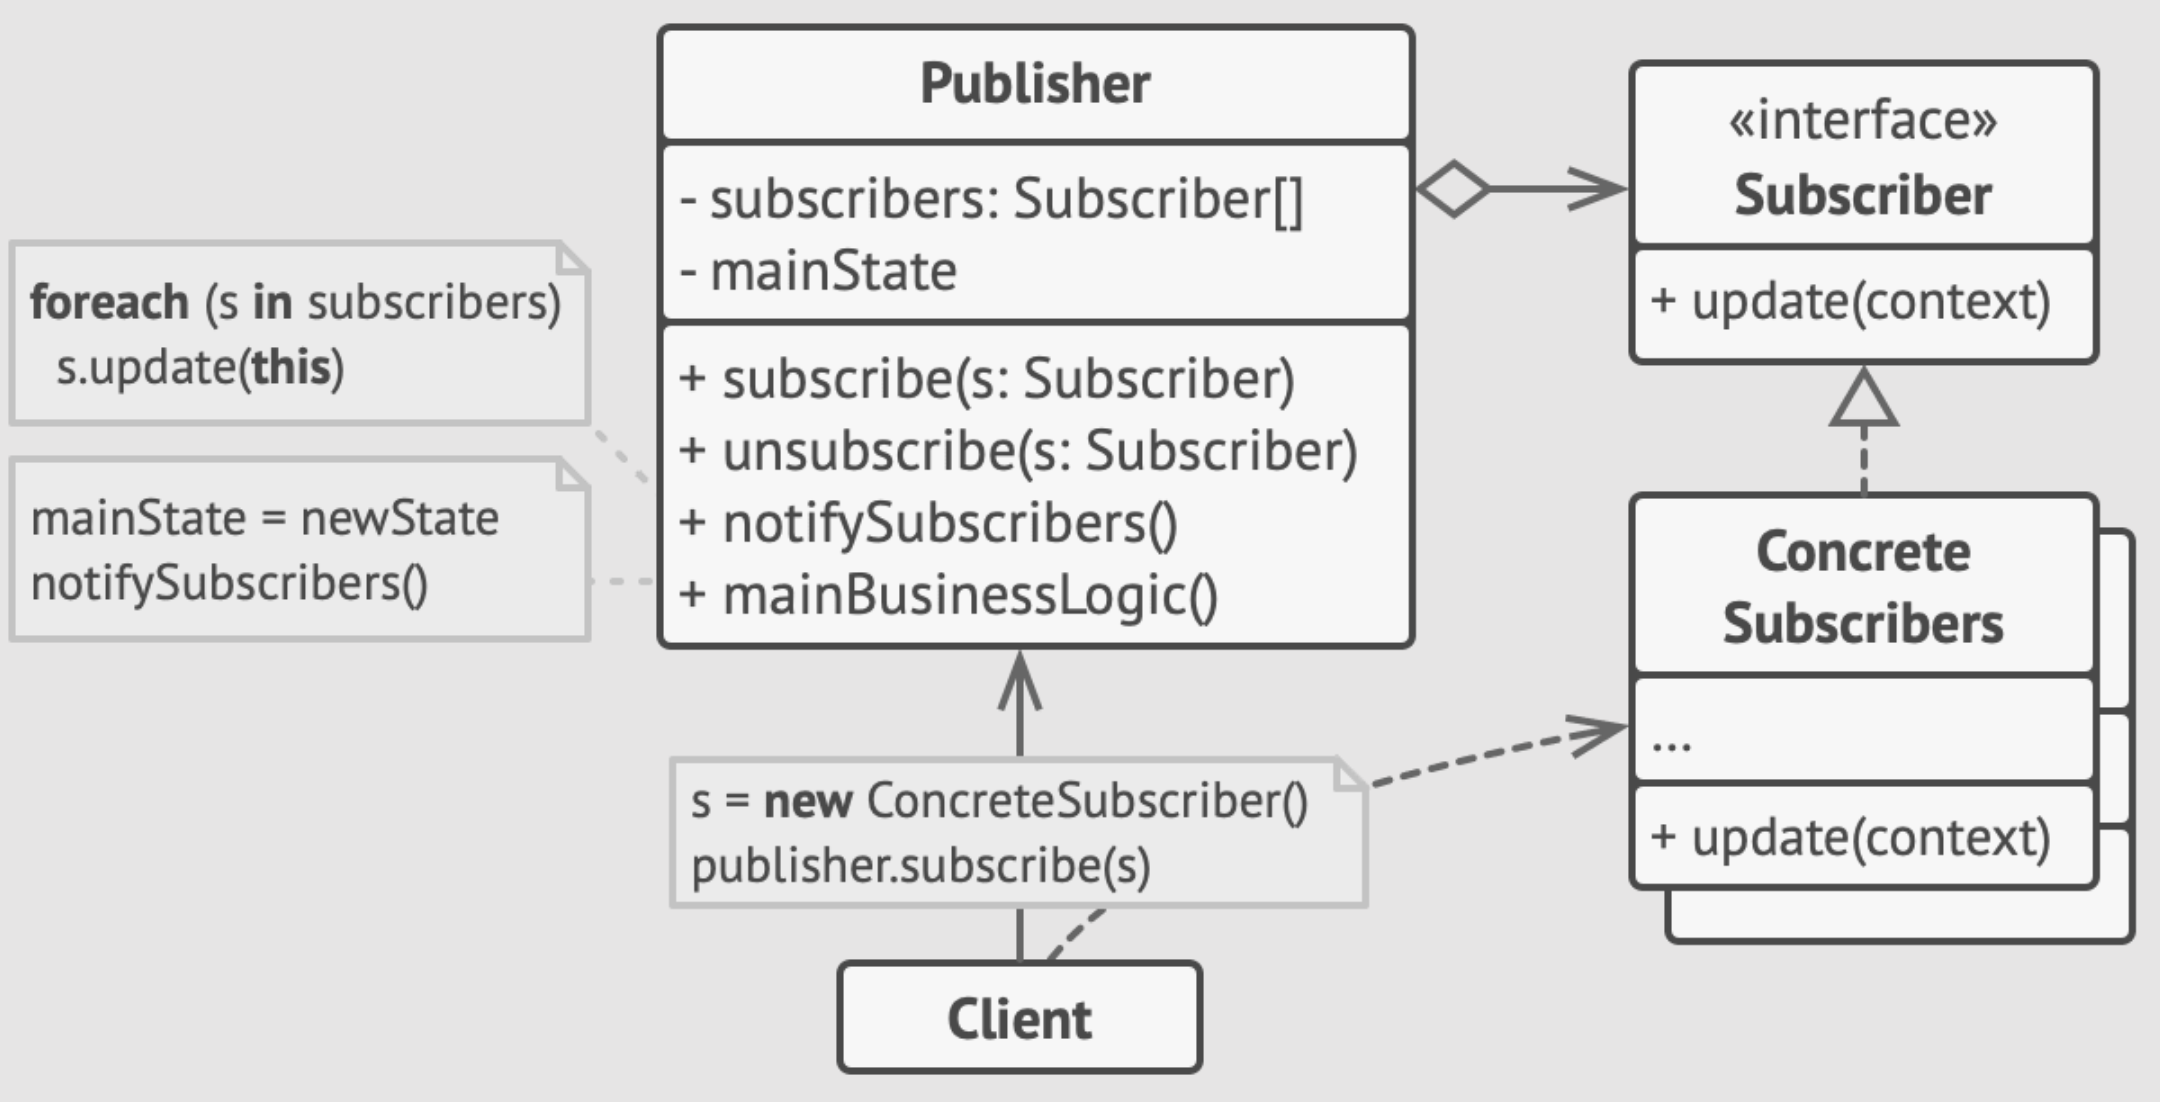 Publisher
- subscribers: Subscriber[]
- mainState
+ subscribe(s: Subscriber)
+ unsubscribe(s: Subscriber)
+ notifySubscribers()
+ mainBusinessLogic()
«interface»
Subscriber
+ update(context)
foreach (s in subscribers)
s.update(this)
mainState = newState
notifySubscribers()
Concrete
Subscribers
...
+ update(context)
s = new ConcreteSubscriber()
publisher.subscribe(s)
Client